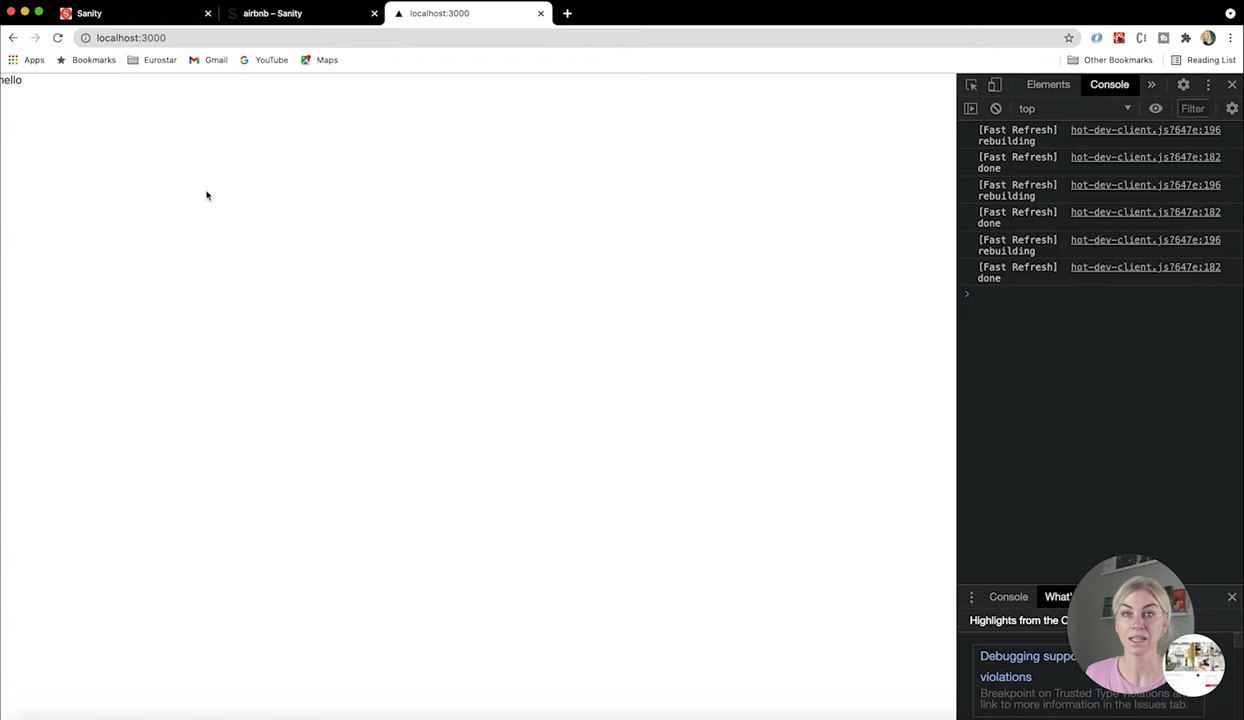 Sanity
airbnb – Sanity
localhost:3000
localhost:3000
Apps
Bookmarks
Eurostar
Gmail
YouTube
Maps
Other Bookmarks
Reading List
hello
Elements
Console
top
Filter
[Fast Refresh] hot-dev-client.js?647e:196
rebuilding
[Fast Refresh] hot-dev-client.js?647e:182
done
[Fast Refresh] hot-dev-client.js?647e:196
rebuilding
[Fast Refresh] hot-dev-client.js?647e:182
done
[Fast Refresh] hot-dev-client.js?647e:196
rebuilding
[Fast Refresh] hot-dev-client.js?647e:182
done
Console
What'
Highlights from the C
Debugging suppo
violations
Breakpoint on Trusted Type violations
link to more information in the Issues tab.